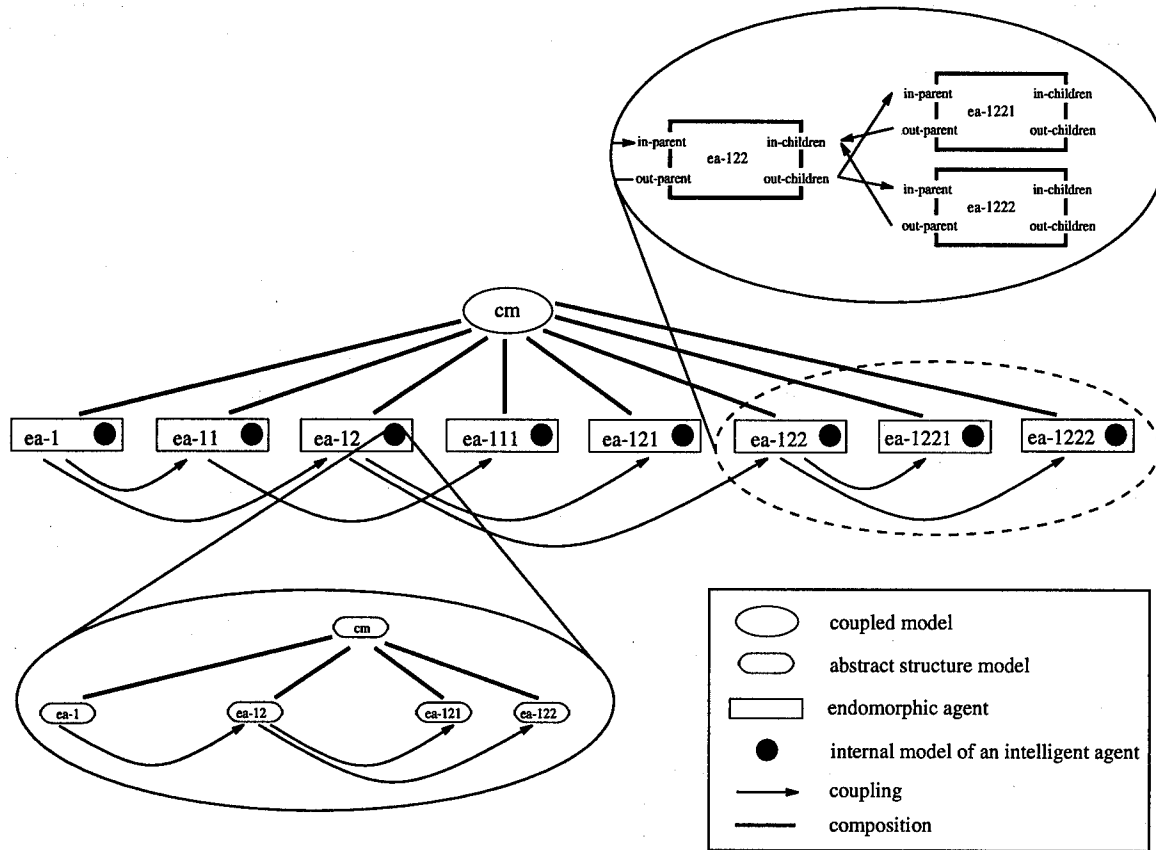 in-parent in-children
ea-1221
out-parent out-children
in-parent in-children
ea-122
out-parent out-children
in-parent in-children
ea-1222
out-parent out-children
cm
ea-1 ea-11 ea-12 ea-111 ea-121 ea-122 ea-1221 ea-1222
cm
ea-1 ea-12 ea-121 ea-122
coupled model
abstract structure model
endomorphic agent
internal model of an intelligent agent
coupling
composition